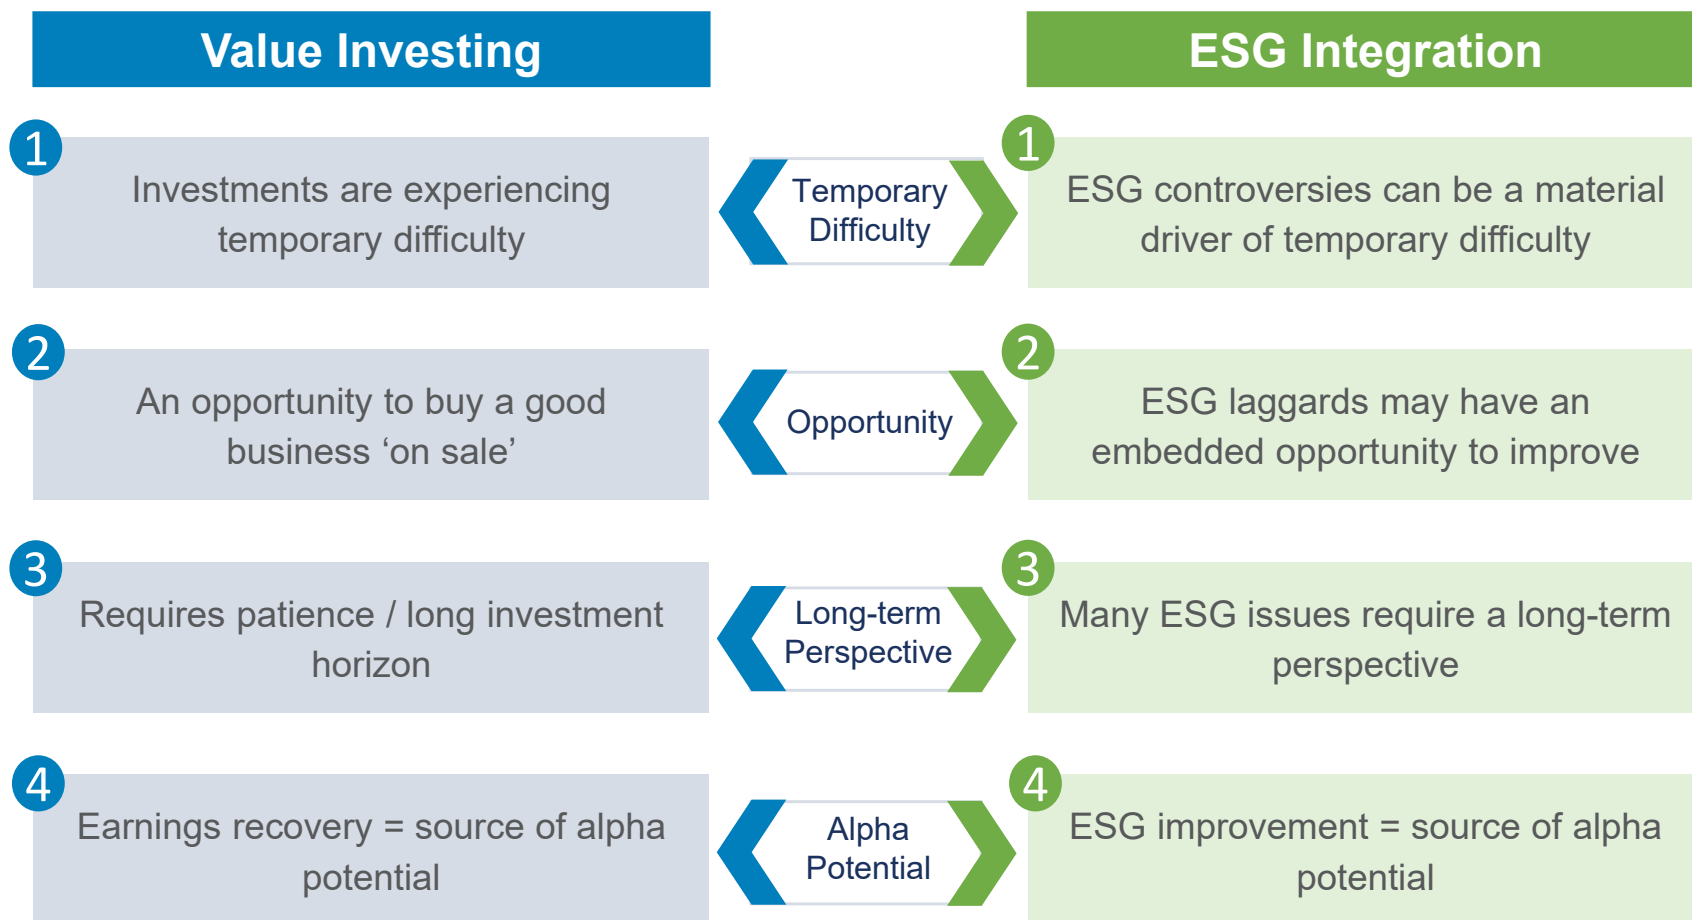 Value Investing
ESG Integration
1
Investments are experiencing
temporary difficulty
Temporary
Difficulty
1
ESG controversies can be a material
driver of temporary difficulty
2
An opportunity to buy a good
business ‘on sale’
Opportunity
2
ESG laggards may have an
embedded opportunity to improve
3
Requires patience / long investment
horizon
Long-term
Perspective
3
Many ESG issues require a long-term
perspective
4
Earnings recovery = source of alpha
potential
Alpha
Potential
4
ESG improvement = source of alpha
potential